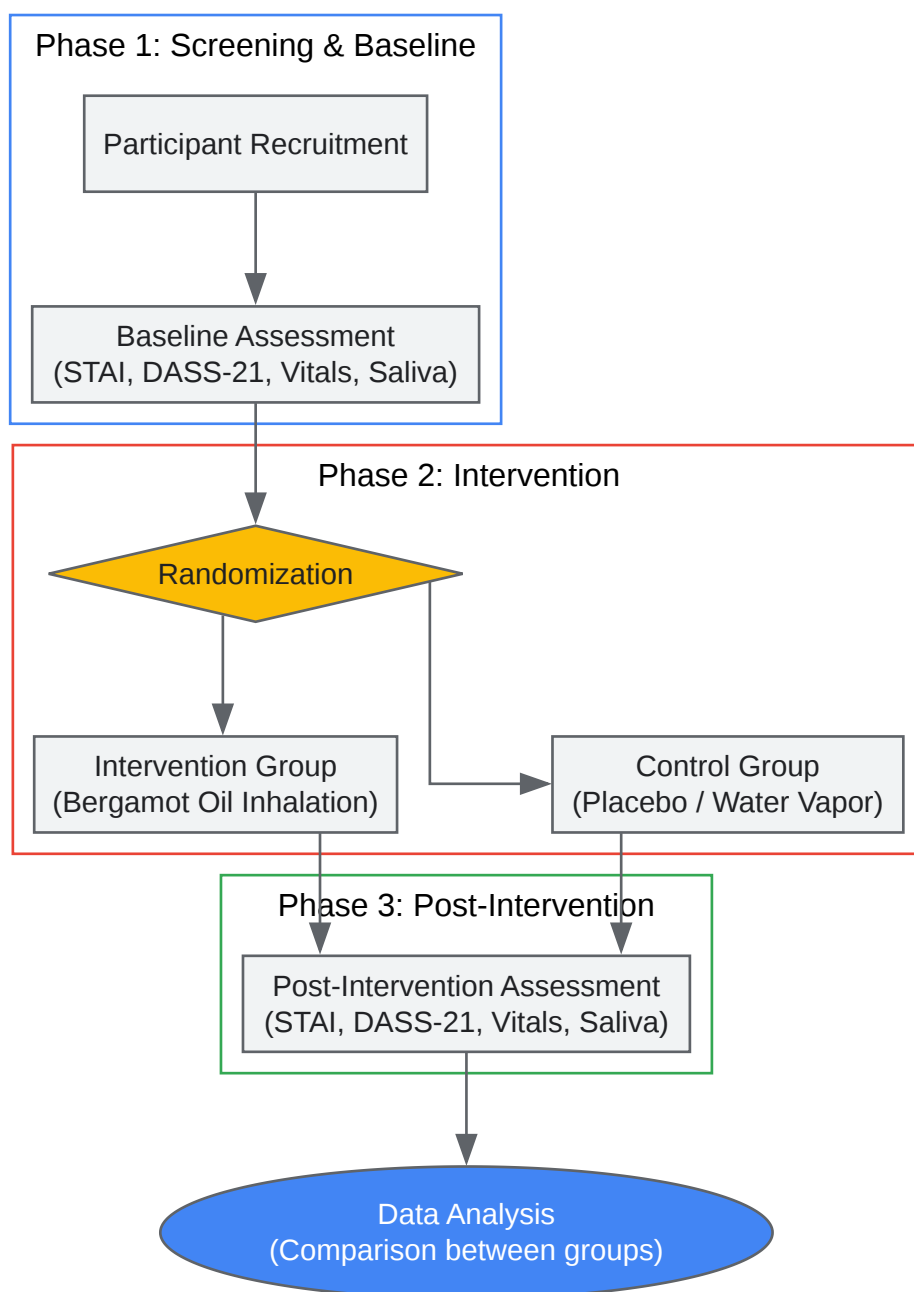 Phase 1: Screening & Baseline
Participant Recruitment
Baseline Assessment
(STAI, DASS-21, Vitals, Saliva)
Phase 2: Intervention
Randomization
Intervention Group
(Bergamot Oil Inhalation)
Control Group
(Placebo / Water Vapor)
Phase 3: Post-Intervention
Post-Intervention Assessment
(STAI, DASS-21, Vitals, Saliva)
Data Analysis
(Comparison between groups)